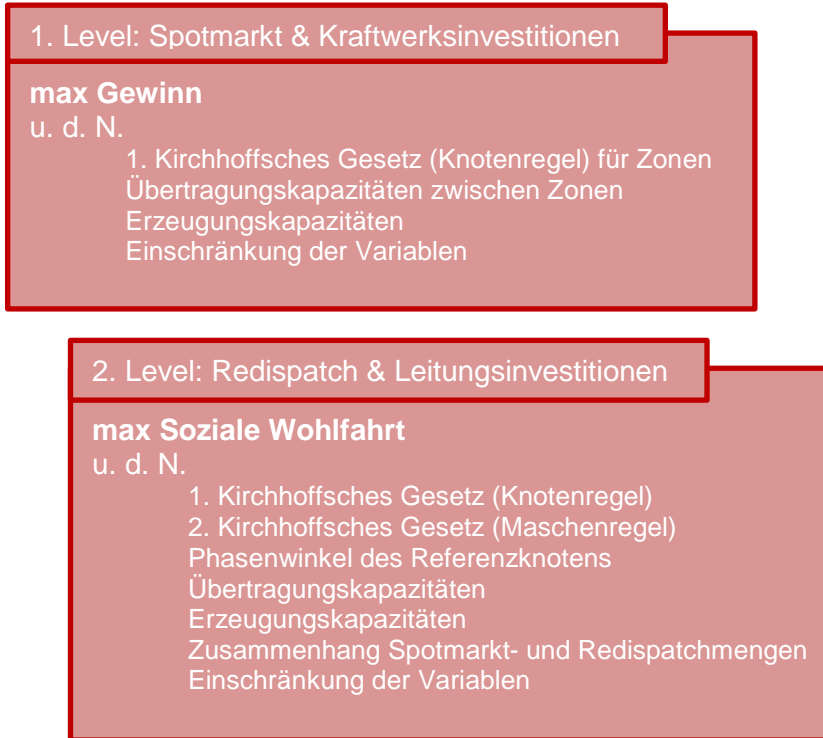 1. Level: Spotmarkt & Kraftwerksinvestitionen
max Gewinn
u. d. N.
1. Kirchhoffsches Gesetz (Knotenregel) für Zonen
Übertragungskapazitäten zwischen Zonen
Erzeugungskapazitäten
Einschränkung der Variablen
2. Level: Redispatch & Leitungsinvestitionen
max Soziale Wohlfahrt
u. d. N.
1. Kirchhoffsches Gesetz (Knotenregel)
2. Kirchhoffsches Gesetz (Maschenregel)
Phasenwinkel des Referenzknotens
Übertragungskapazitäten
Erzeugungskapazitäten
Zusammenhang Spotmarkt- und Redispatchmengen
Einschränkung der Variablen